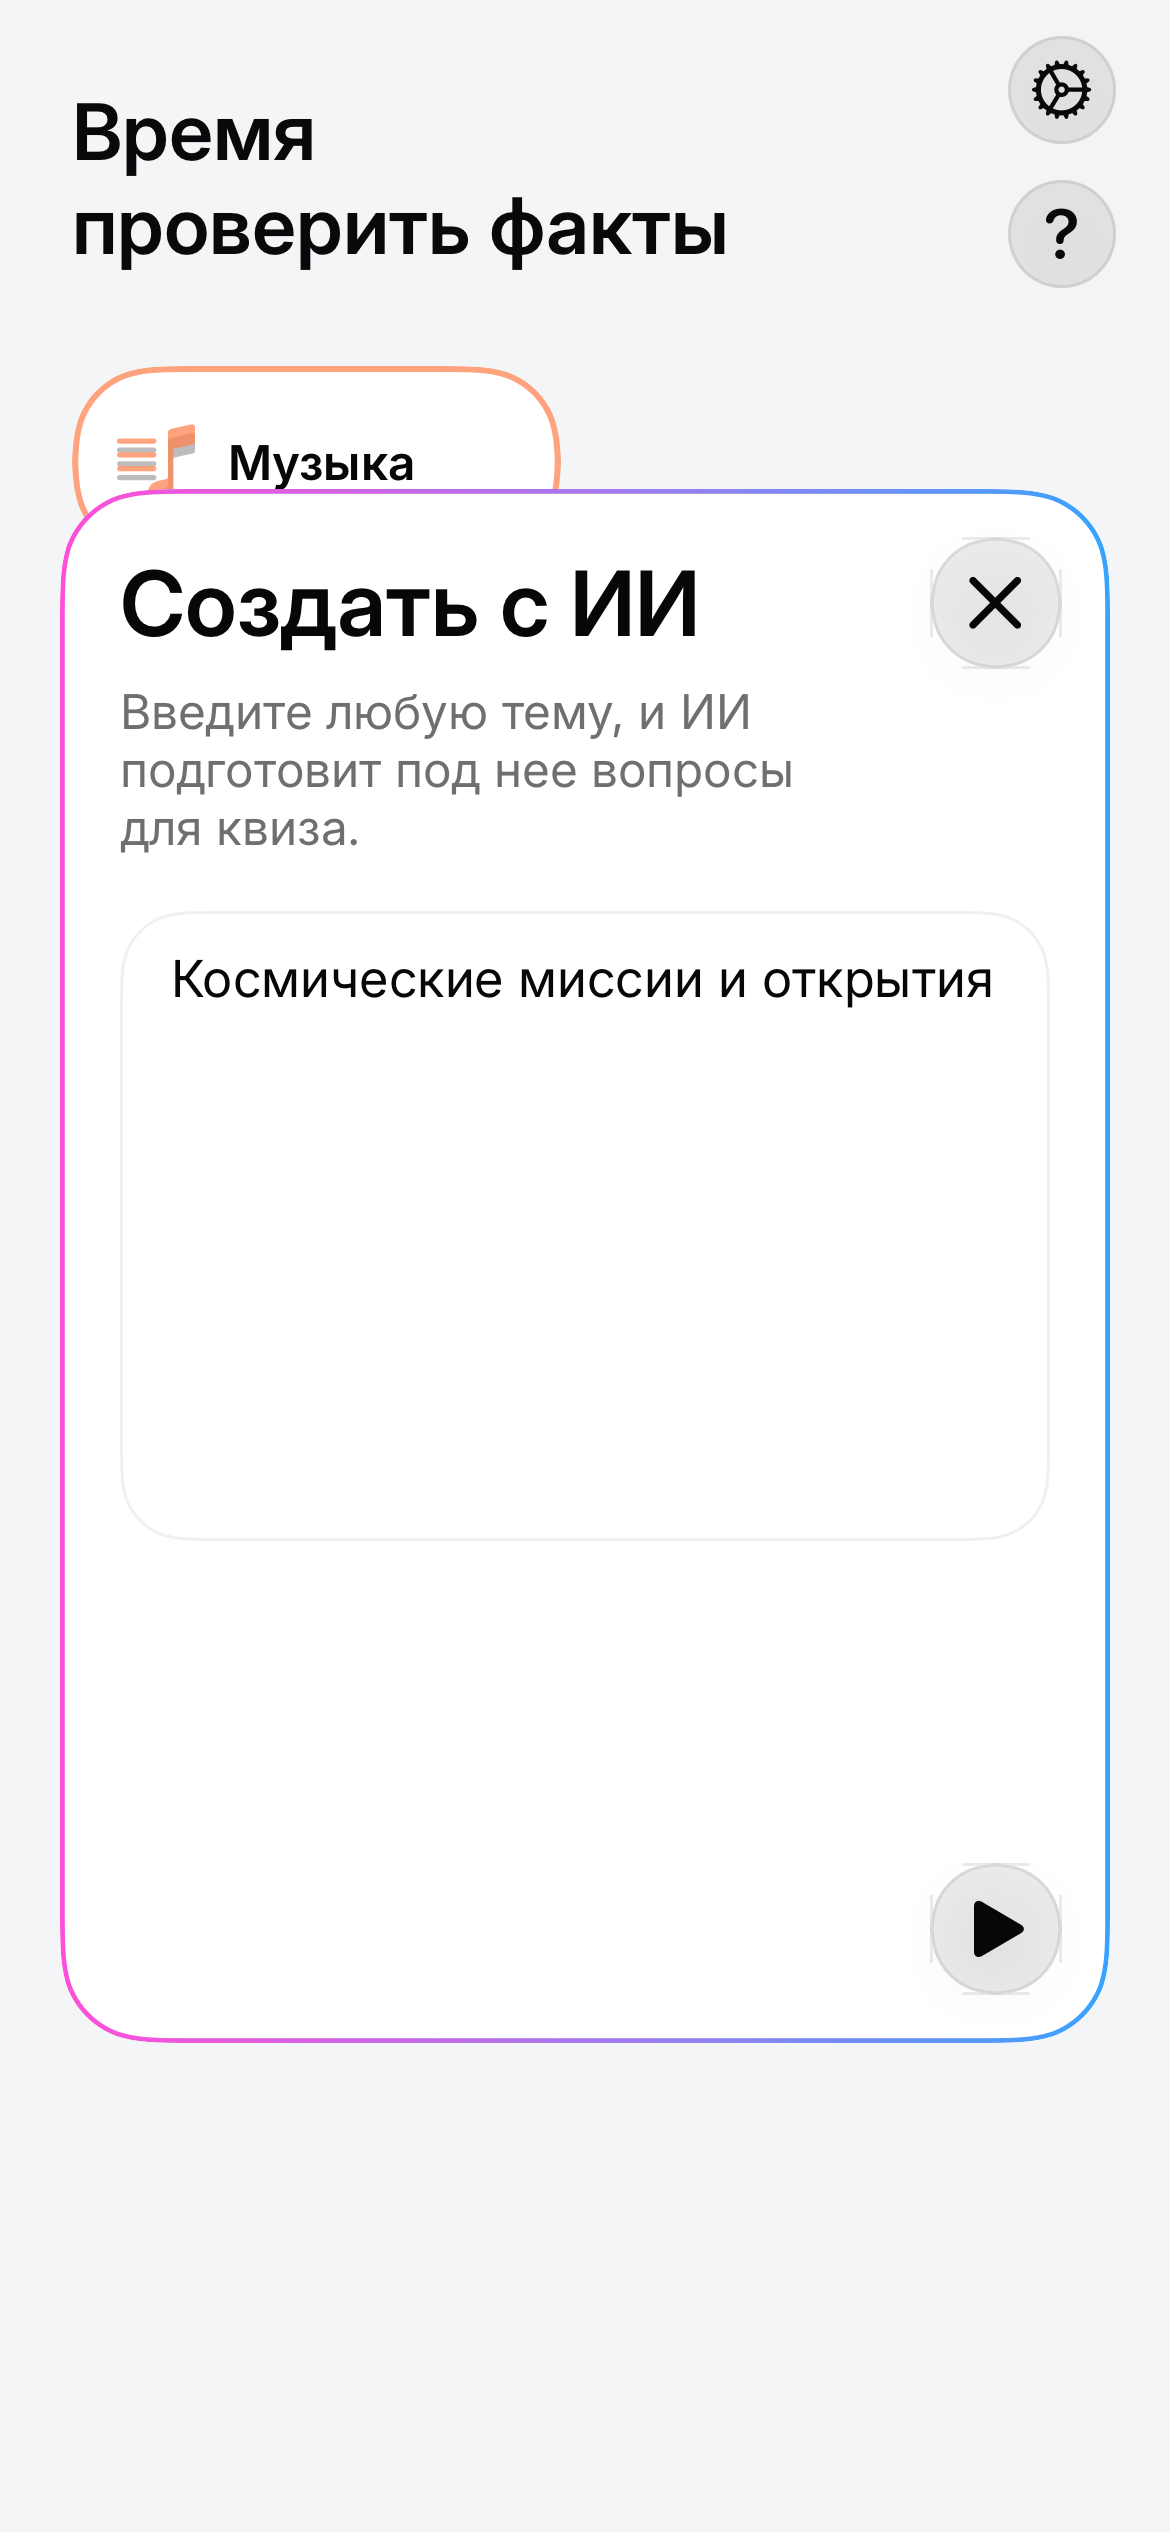 Время
проверить факты
?
Музыка
Создать с ИИ
Введите любую тему, и ИИ
подготовит под нее вопросы
для квиза.
Космические миссии и открытия